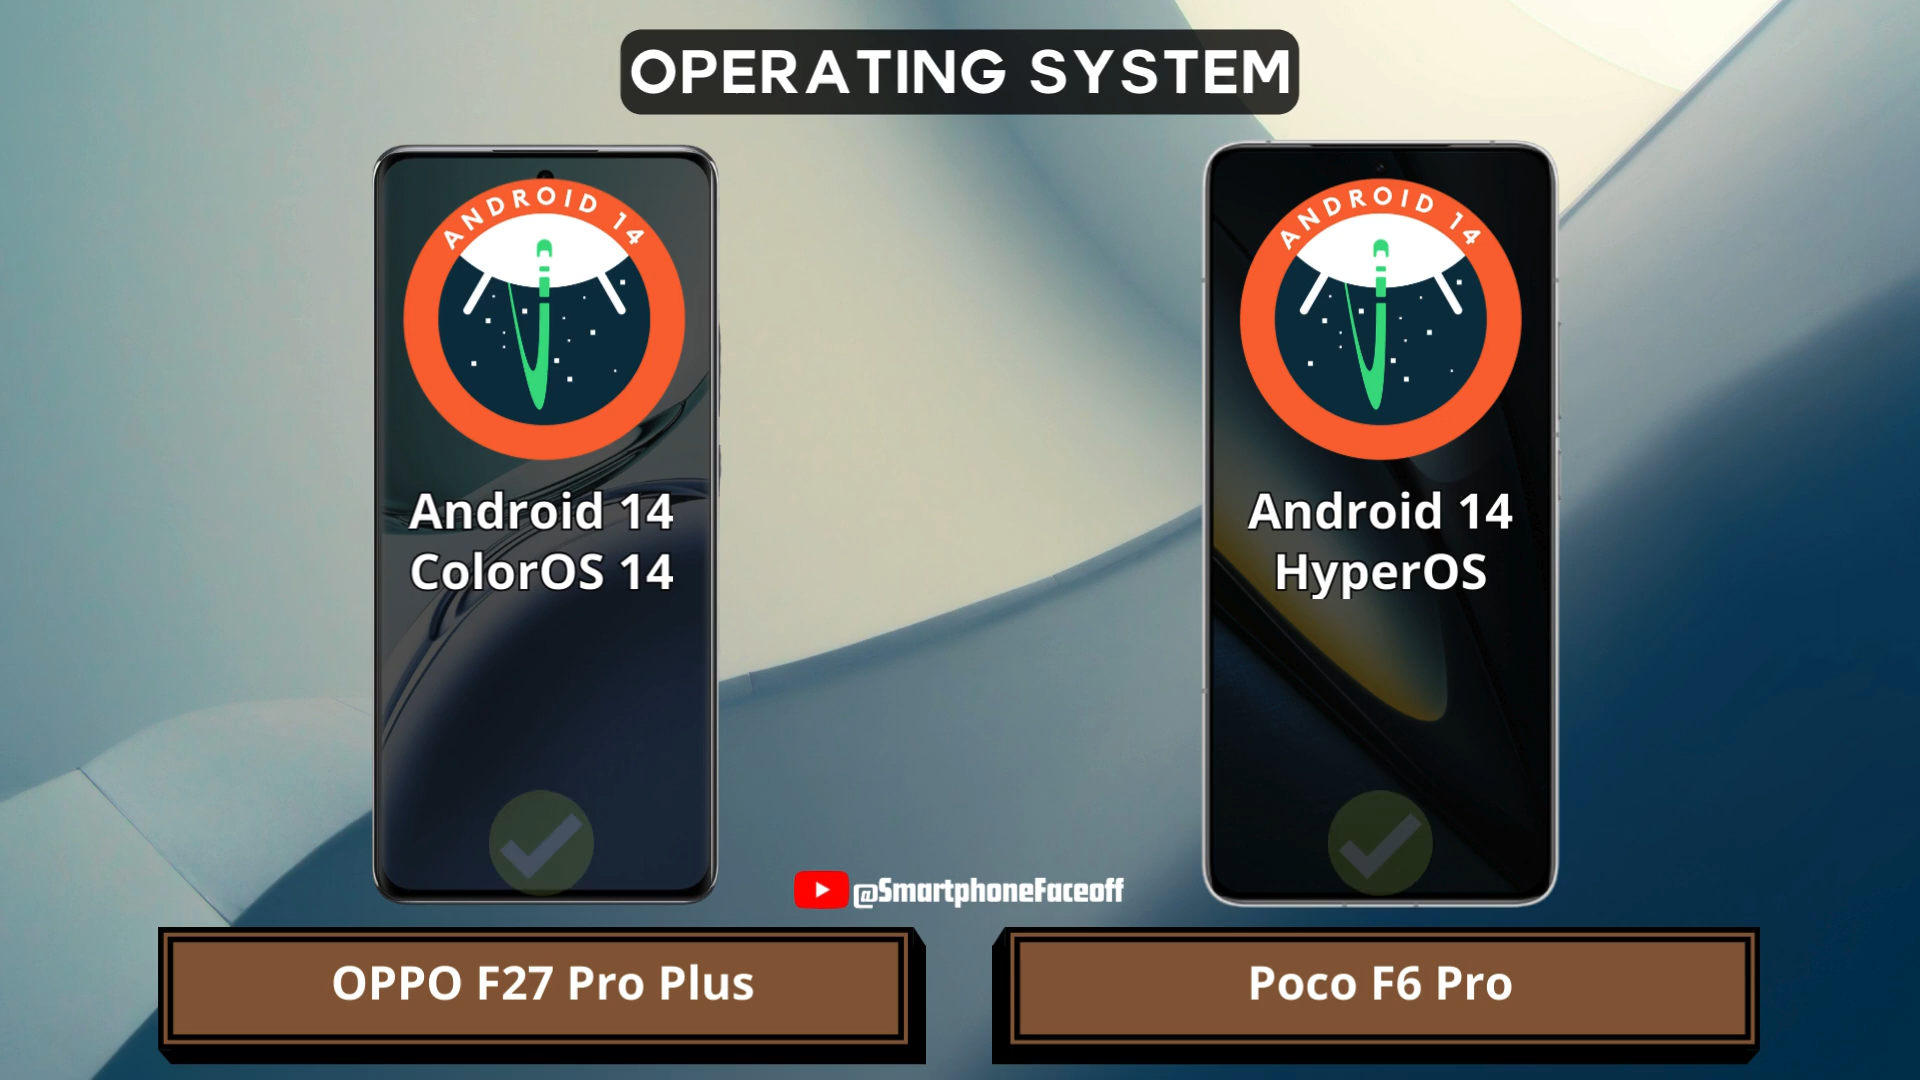 OPERATING SYSTEM
ANDROID 14
Android 14
ColorOS 14
ANDROID 14
Android 14
HyperOS
@SmartphoneFaceoff
OPPO F27 Pro Plus
Poco F6 Pro